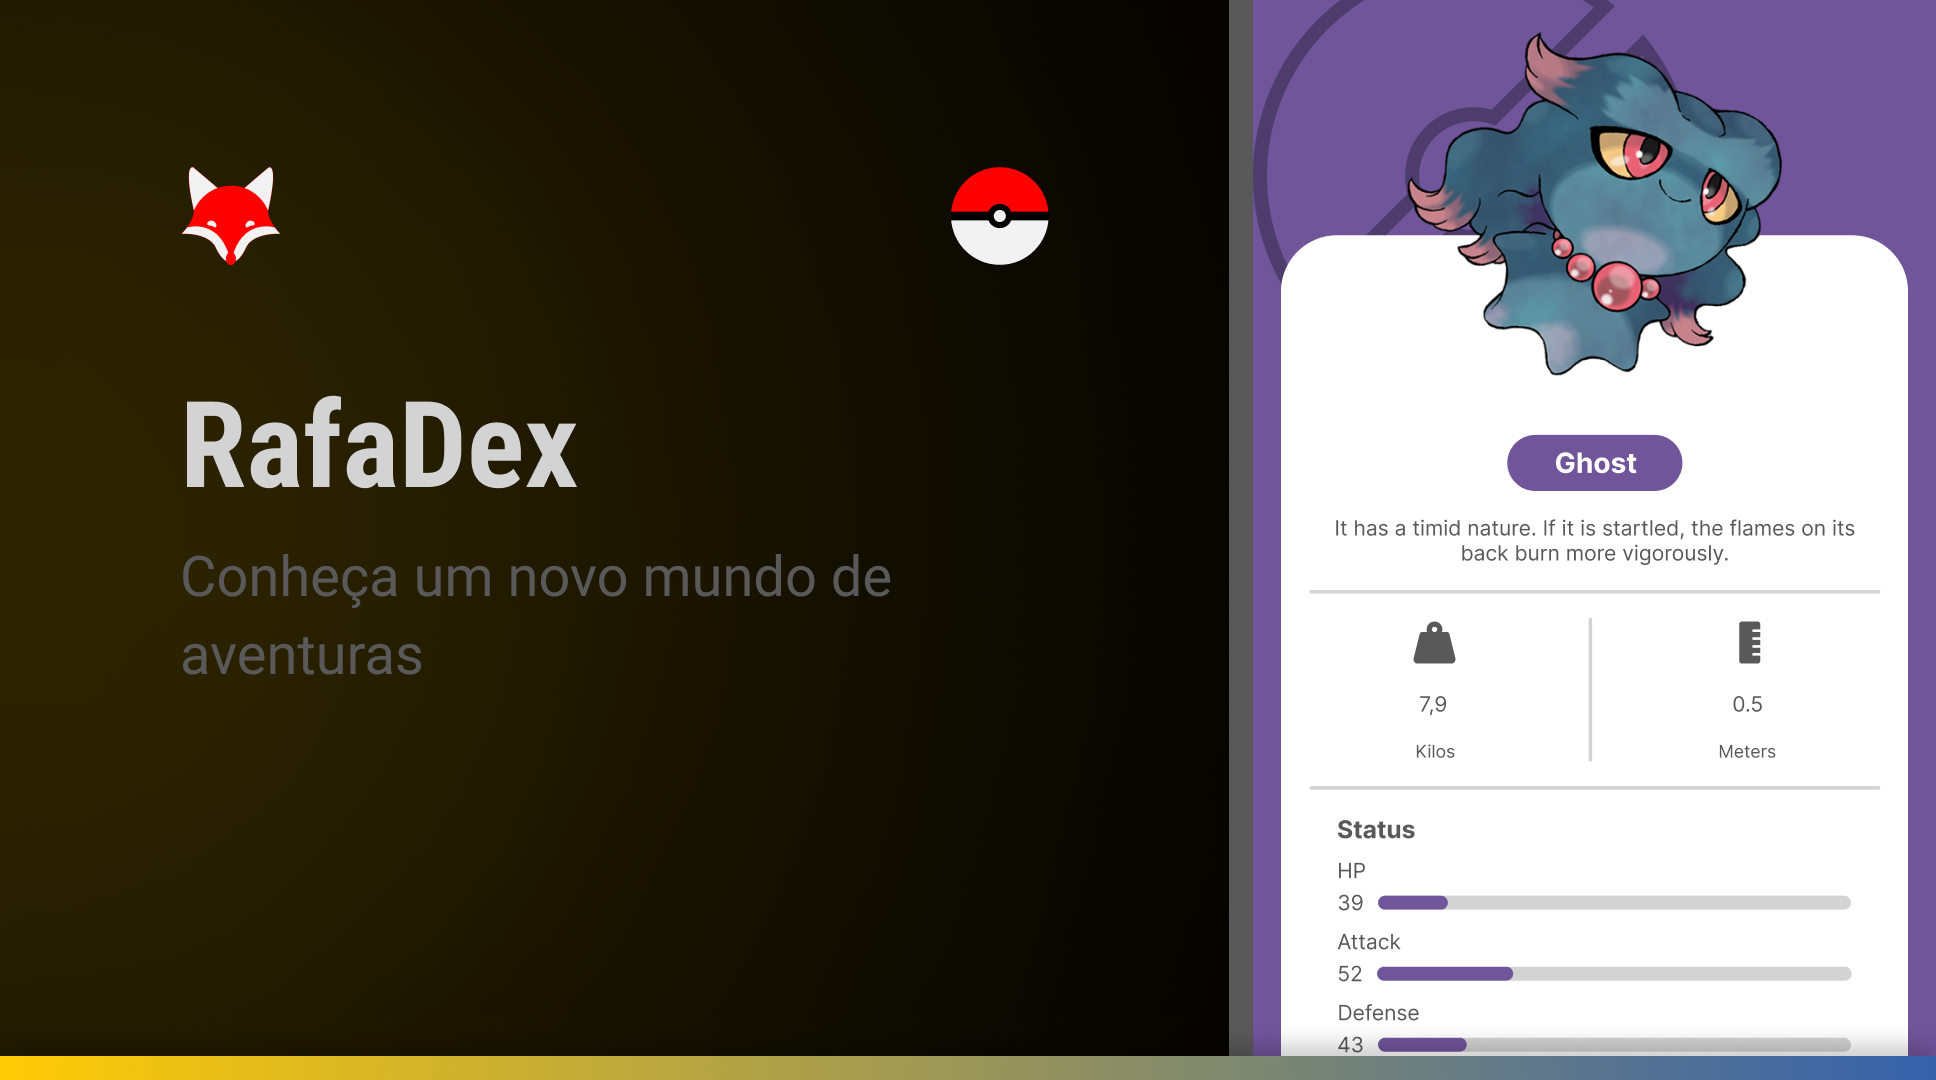 RafaDex
Conheça um novo mundo de
aventuras
Ghost
It has a timid nature. If it is startled, the flames on its
back burn more vigorously.
7,9
Kilos
0.5
Meters
Status
HP
39
Attack
52
Defense
43